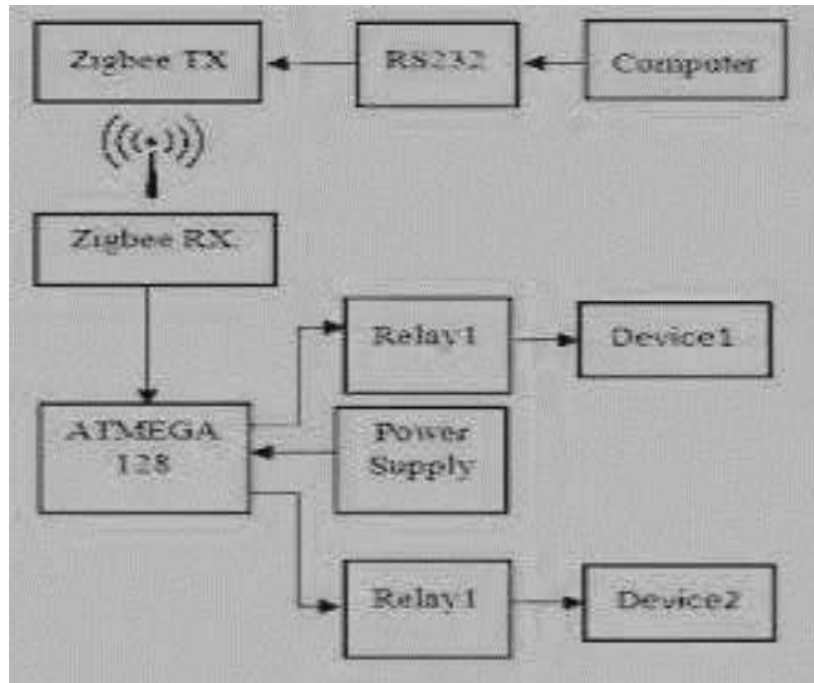 Zigbee TX
RS232
Computer
Zigbee RX.
Relay1
Device1
ATMEGA
128
Power
Supply
Relay1
Device2